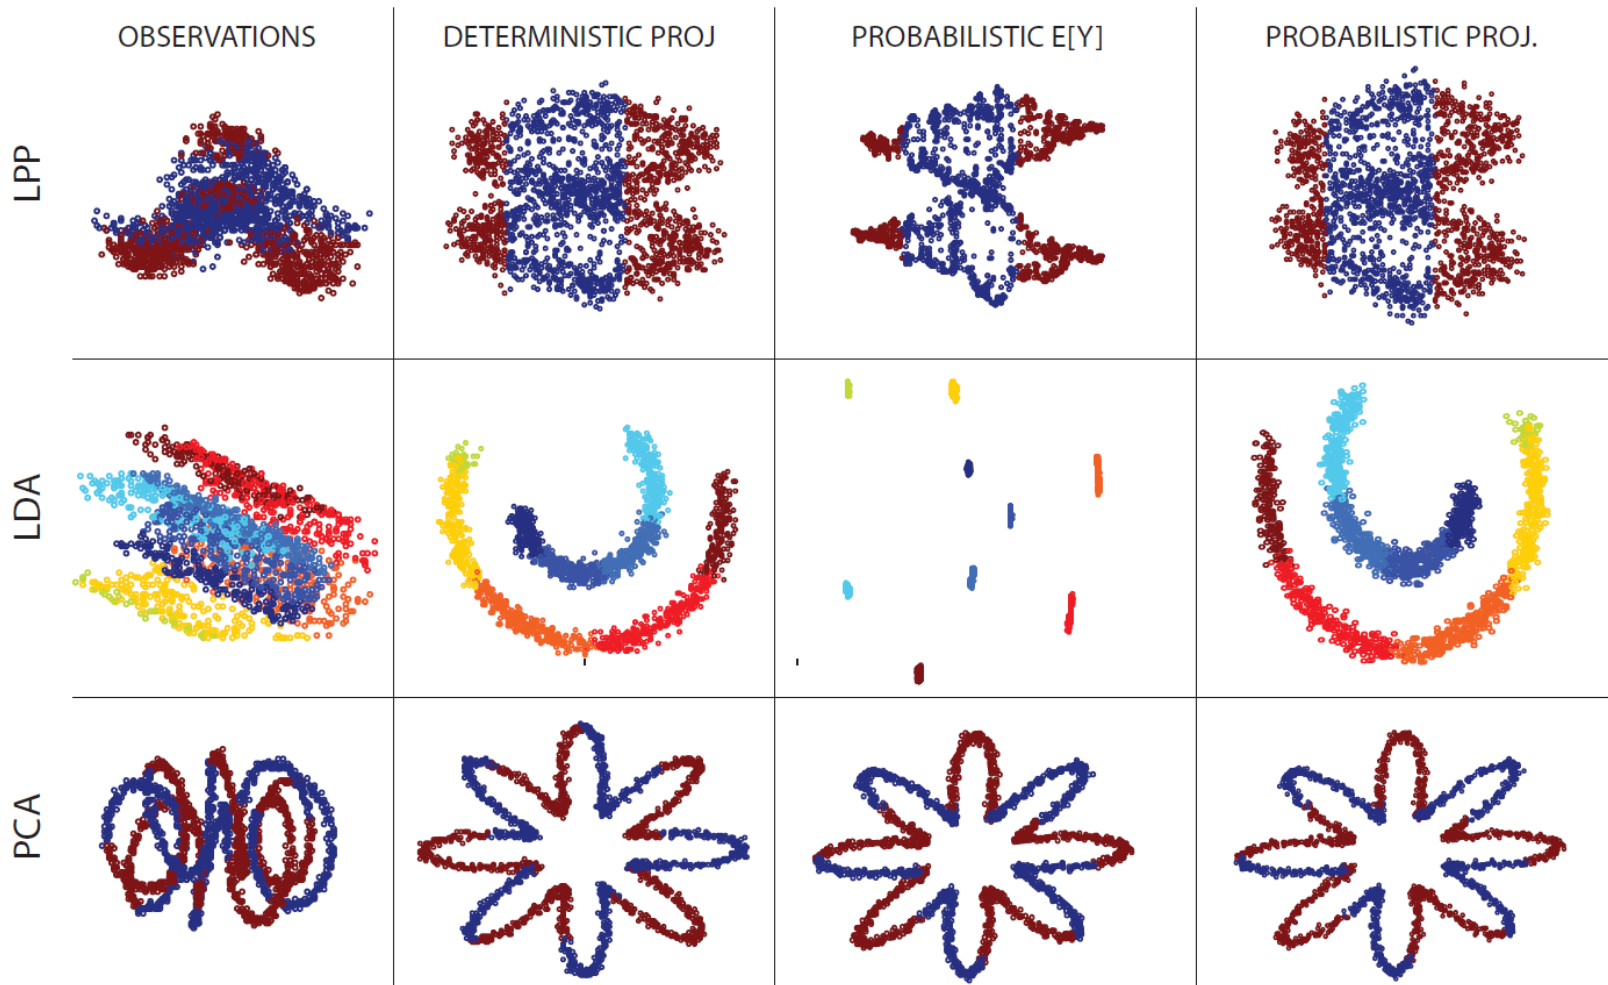 OBSERVATIONS
DETERMINISTIC PROJ
PROBABILISTIC E[Y]
PROBABILISTIC PROJ.
LPP
LDA
PCA